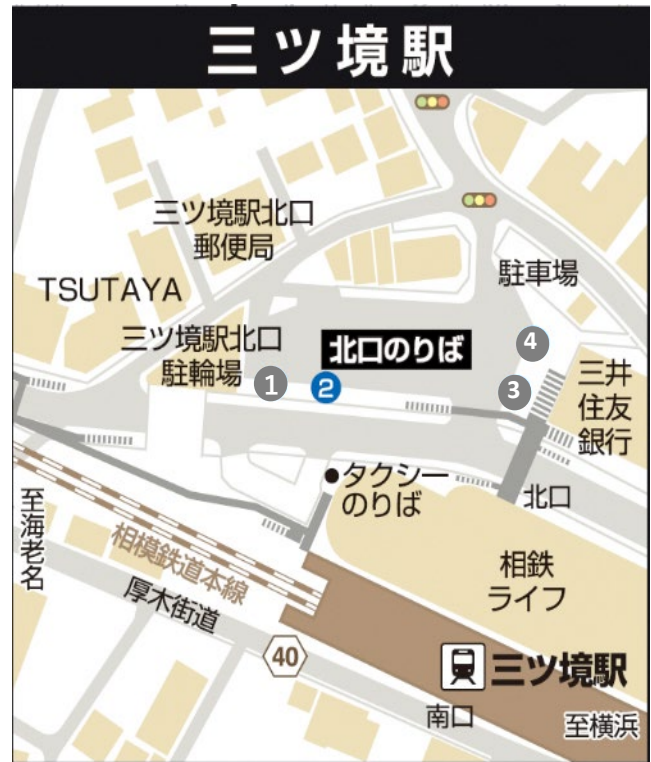 三ツ境駅
三ツ境駅北口
郵便局
TSUTAYA
駐車場
三ツ境駅北口
駐輪場
北口のりば
1
2
3
4
三井
住友
銀行
タクシー
のりば
北口
至海老名
相模鉄道本線
厚木街道
相鉄
ライフ
40
三ツ境駅
南口
至横浜